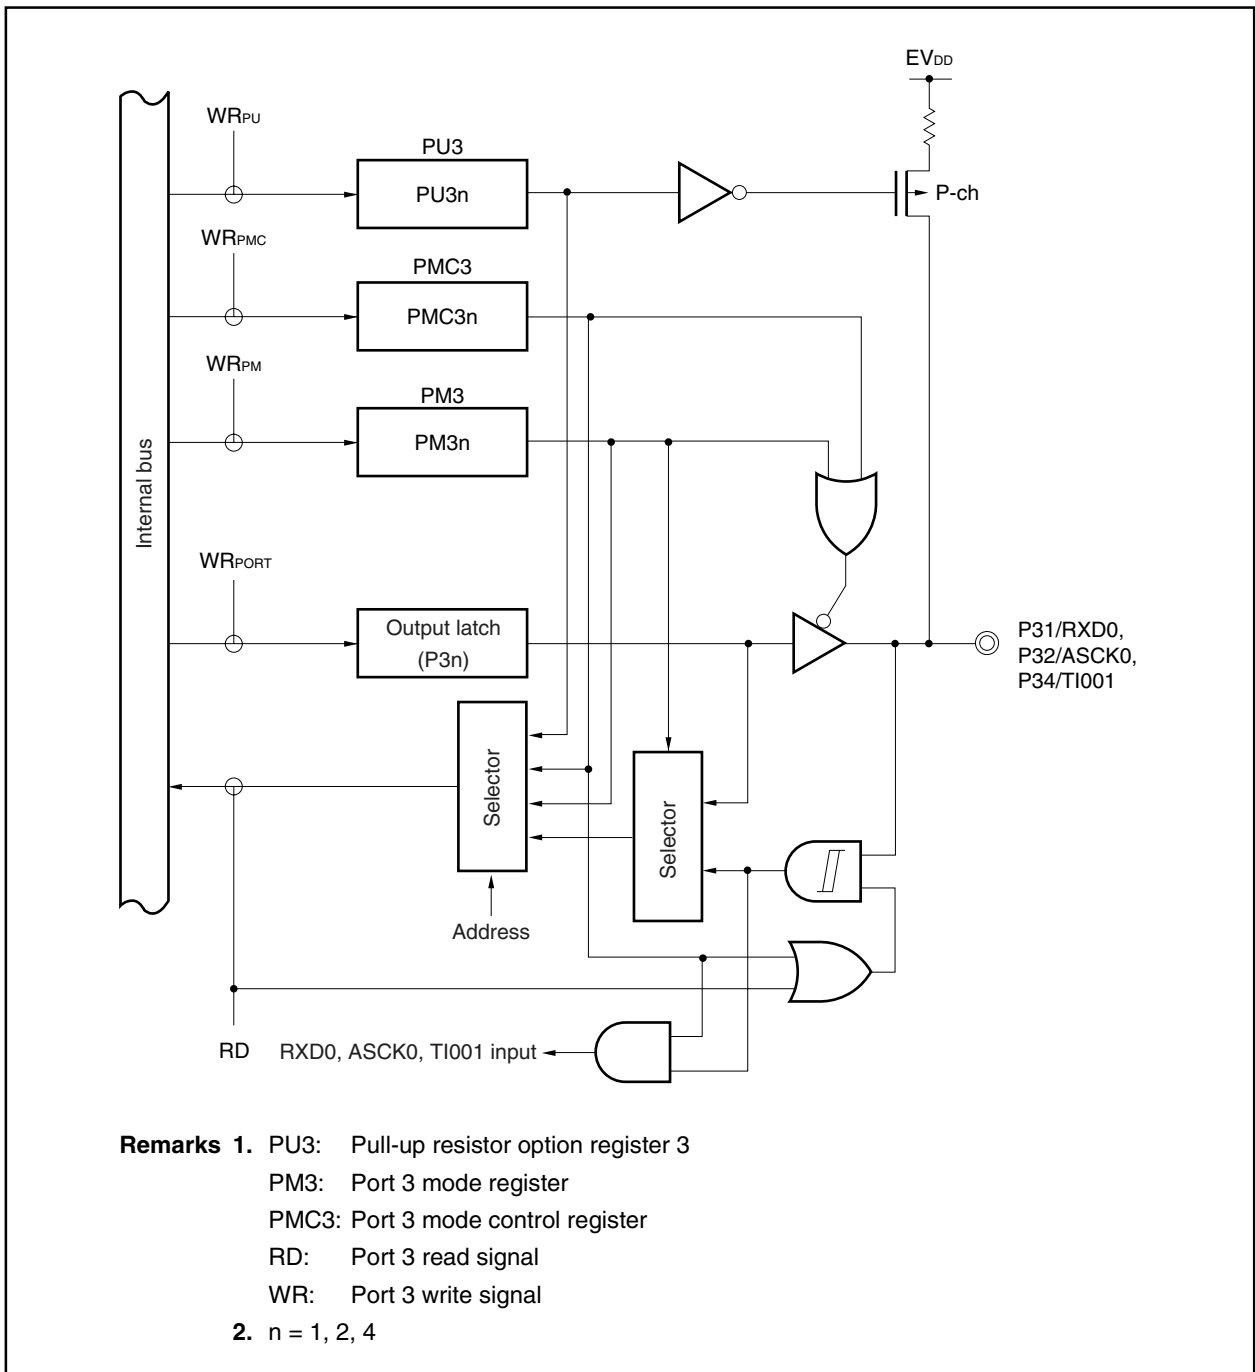 EVDD
WRPU
PU3
PU3n
P-ch
WRPMC
PMC3
PMC3n
WRPM
PM3
PM3n
Internal bus
WRPORT
Output latch
(P3n)
P31/RXD0,
P32/ASCK0,
P34/TI001
Selector
Selector
Address
RD
RXD0, ASCK0, TI001 input
Remarks 1. PU3: Pull-up resistor option register 3
PM3: Port 3 mode register
PMC3: Port 3 mode control register
RD: Port 3 read signal
WR: Port 3 write signal
2. n = 1, 2, 4